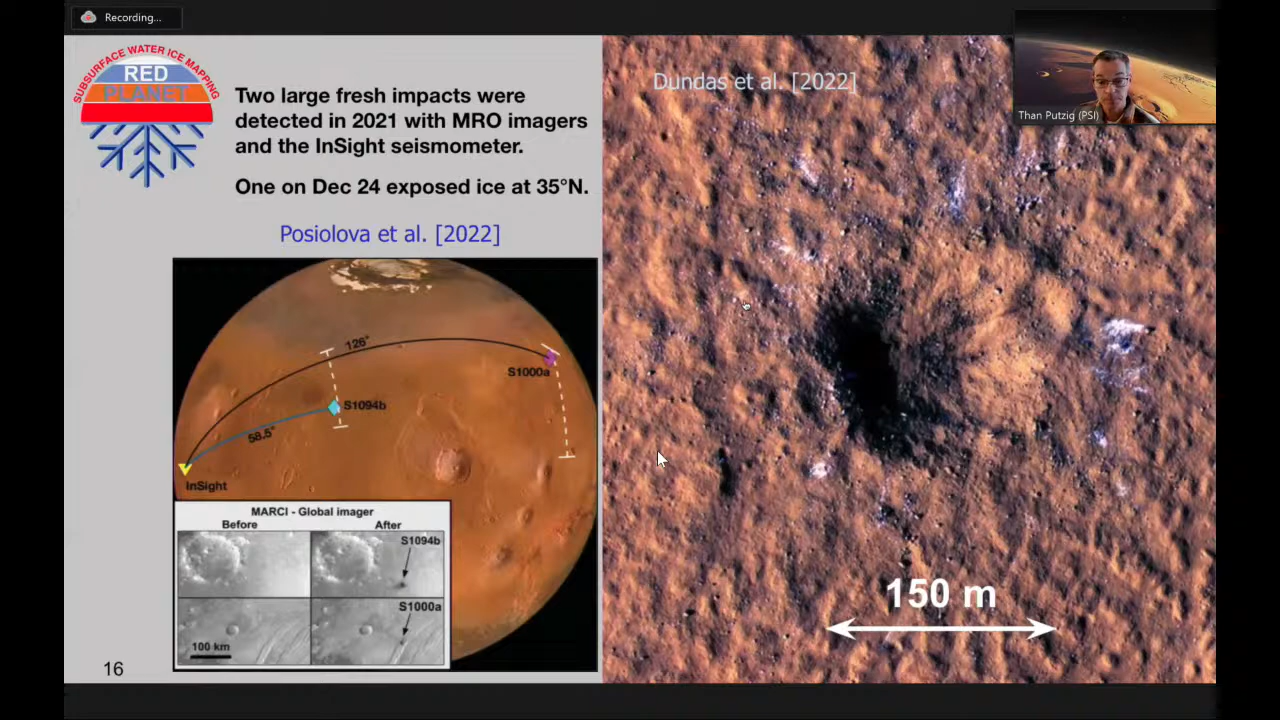 Recording...
SUBSURFACE WATER ICE MAPPING
RED
PLANET
Two large fresh impacts were
detected in 2021 with MRO imagers
and the InSight seismometer.
One on Dec 24 exposed ice at 35°N.
Posiolova et al. [2022]
126°
S1000a
S1094b
58.5°
InSight
MARCI - Global imager
Before
After
S1094b
S1000a
100 km
16
Dundas et al. [2022]
150 m
Than Putzig (PSI)